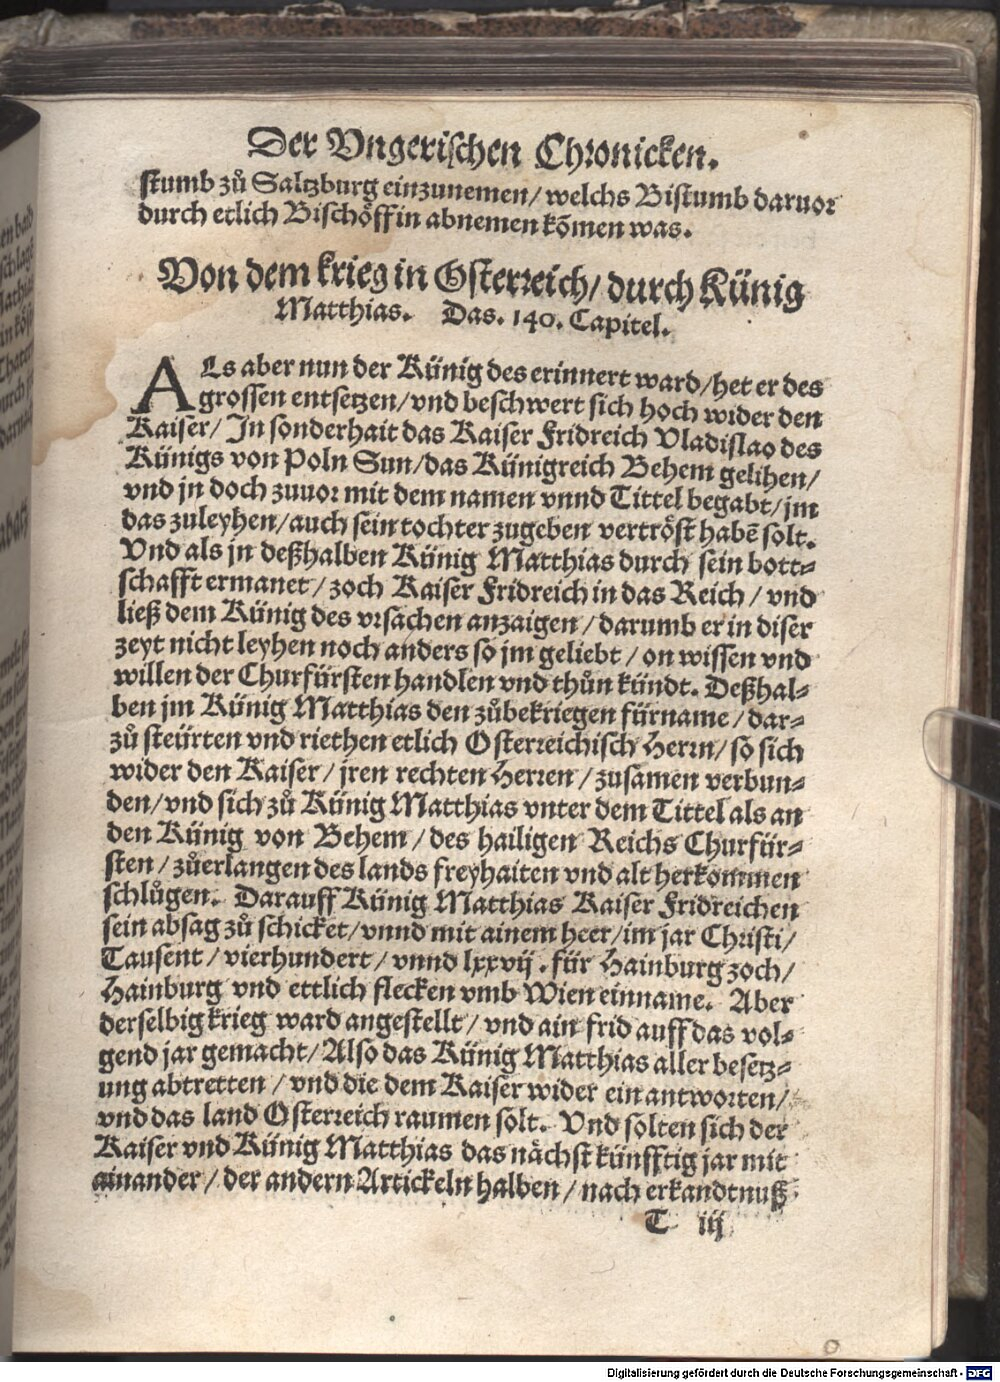 Der Vngerischen Chronicken.
stumb zů Saltzburg einzunemen/ welchs Bistumb daruor
durch etlich Bischöff in abnemen kōmen was.
Von dem krieg in Osterreich/ durch Künig
Matthias. Das. 140. Capitel.
ALs aber nun der Künig des erinnert ward/ het er des
grossen entsetzen/ vnd beschwert sich hoch wider den
Kaiser/ In sonderhait das Kaiser Fridreich Vladislao des
Künigs von Poln Sun/ das Künigreich Behem gelihen/
vnd jn doch zuuor mit dem namen vnnd Tittel begabt/ jm
das zuleyhen/ auch sein tochter zugeben vertröst habē solt.
Vnd als jn deßhalben Künig Matthias durch sein bott-
schafft ermanet/ zoch Kaiser Fridreich in das Reich/ vnd
ließ dem Künig des vrsachen anzaigen/ darumb er in diser
zeyt nicht leyhen noch anders so jm geliebt/ on wissen vnd
willen der Churfürsten handlen vnd thůn kündt. Deßhal-
ben jm Künig Matthias den zůbekriegen fürname/ dar-
zů steürten vnd riethen etlich Osterreichisch Herrn/ so sich
wider den Kaiser/ jren rechten Herren/ zusamen verbun-
den/ vnd sich zů Künig Matthias vnter dem Tittel als an
den Künig von Behem/ des hailigen Reichs Churfür-
sten/ zůerlangen des lands freyhaiten vnd alt herkommen
schlůgen. Darauff Künig Matthias Kaiser Fridreichen
sein absag zů schicket/ vnnd mit ainem heer/ im jar Christi/
Tausent/ vierhundert/ vnnd lxxvij. für Hainburg zoch/
Hainburg vnd ettlich flecken vmb Wien einname. Aber
derselbig krieg ward angestellt/ vnd ain frid auff das vol-
gend jar gemacht/ Also das Künig Matthias aller besetz-
ung abtretten/ vnd die dem Kaiser wider ein antworten/
vnd das land Osterreich raumen solt. Vnd solten sich der
Kaiser vnd Künig Matthias das nächst künfftig jar mit
ainander/ der andern Artickeln halben/ nach erkandtnuß
T iij
Digitalisierung gefördert durch die Deutsche Forschungsgemeinschaft - DFG